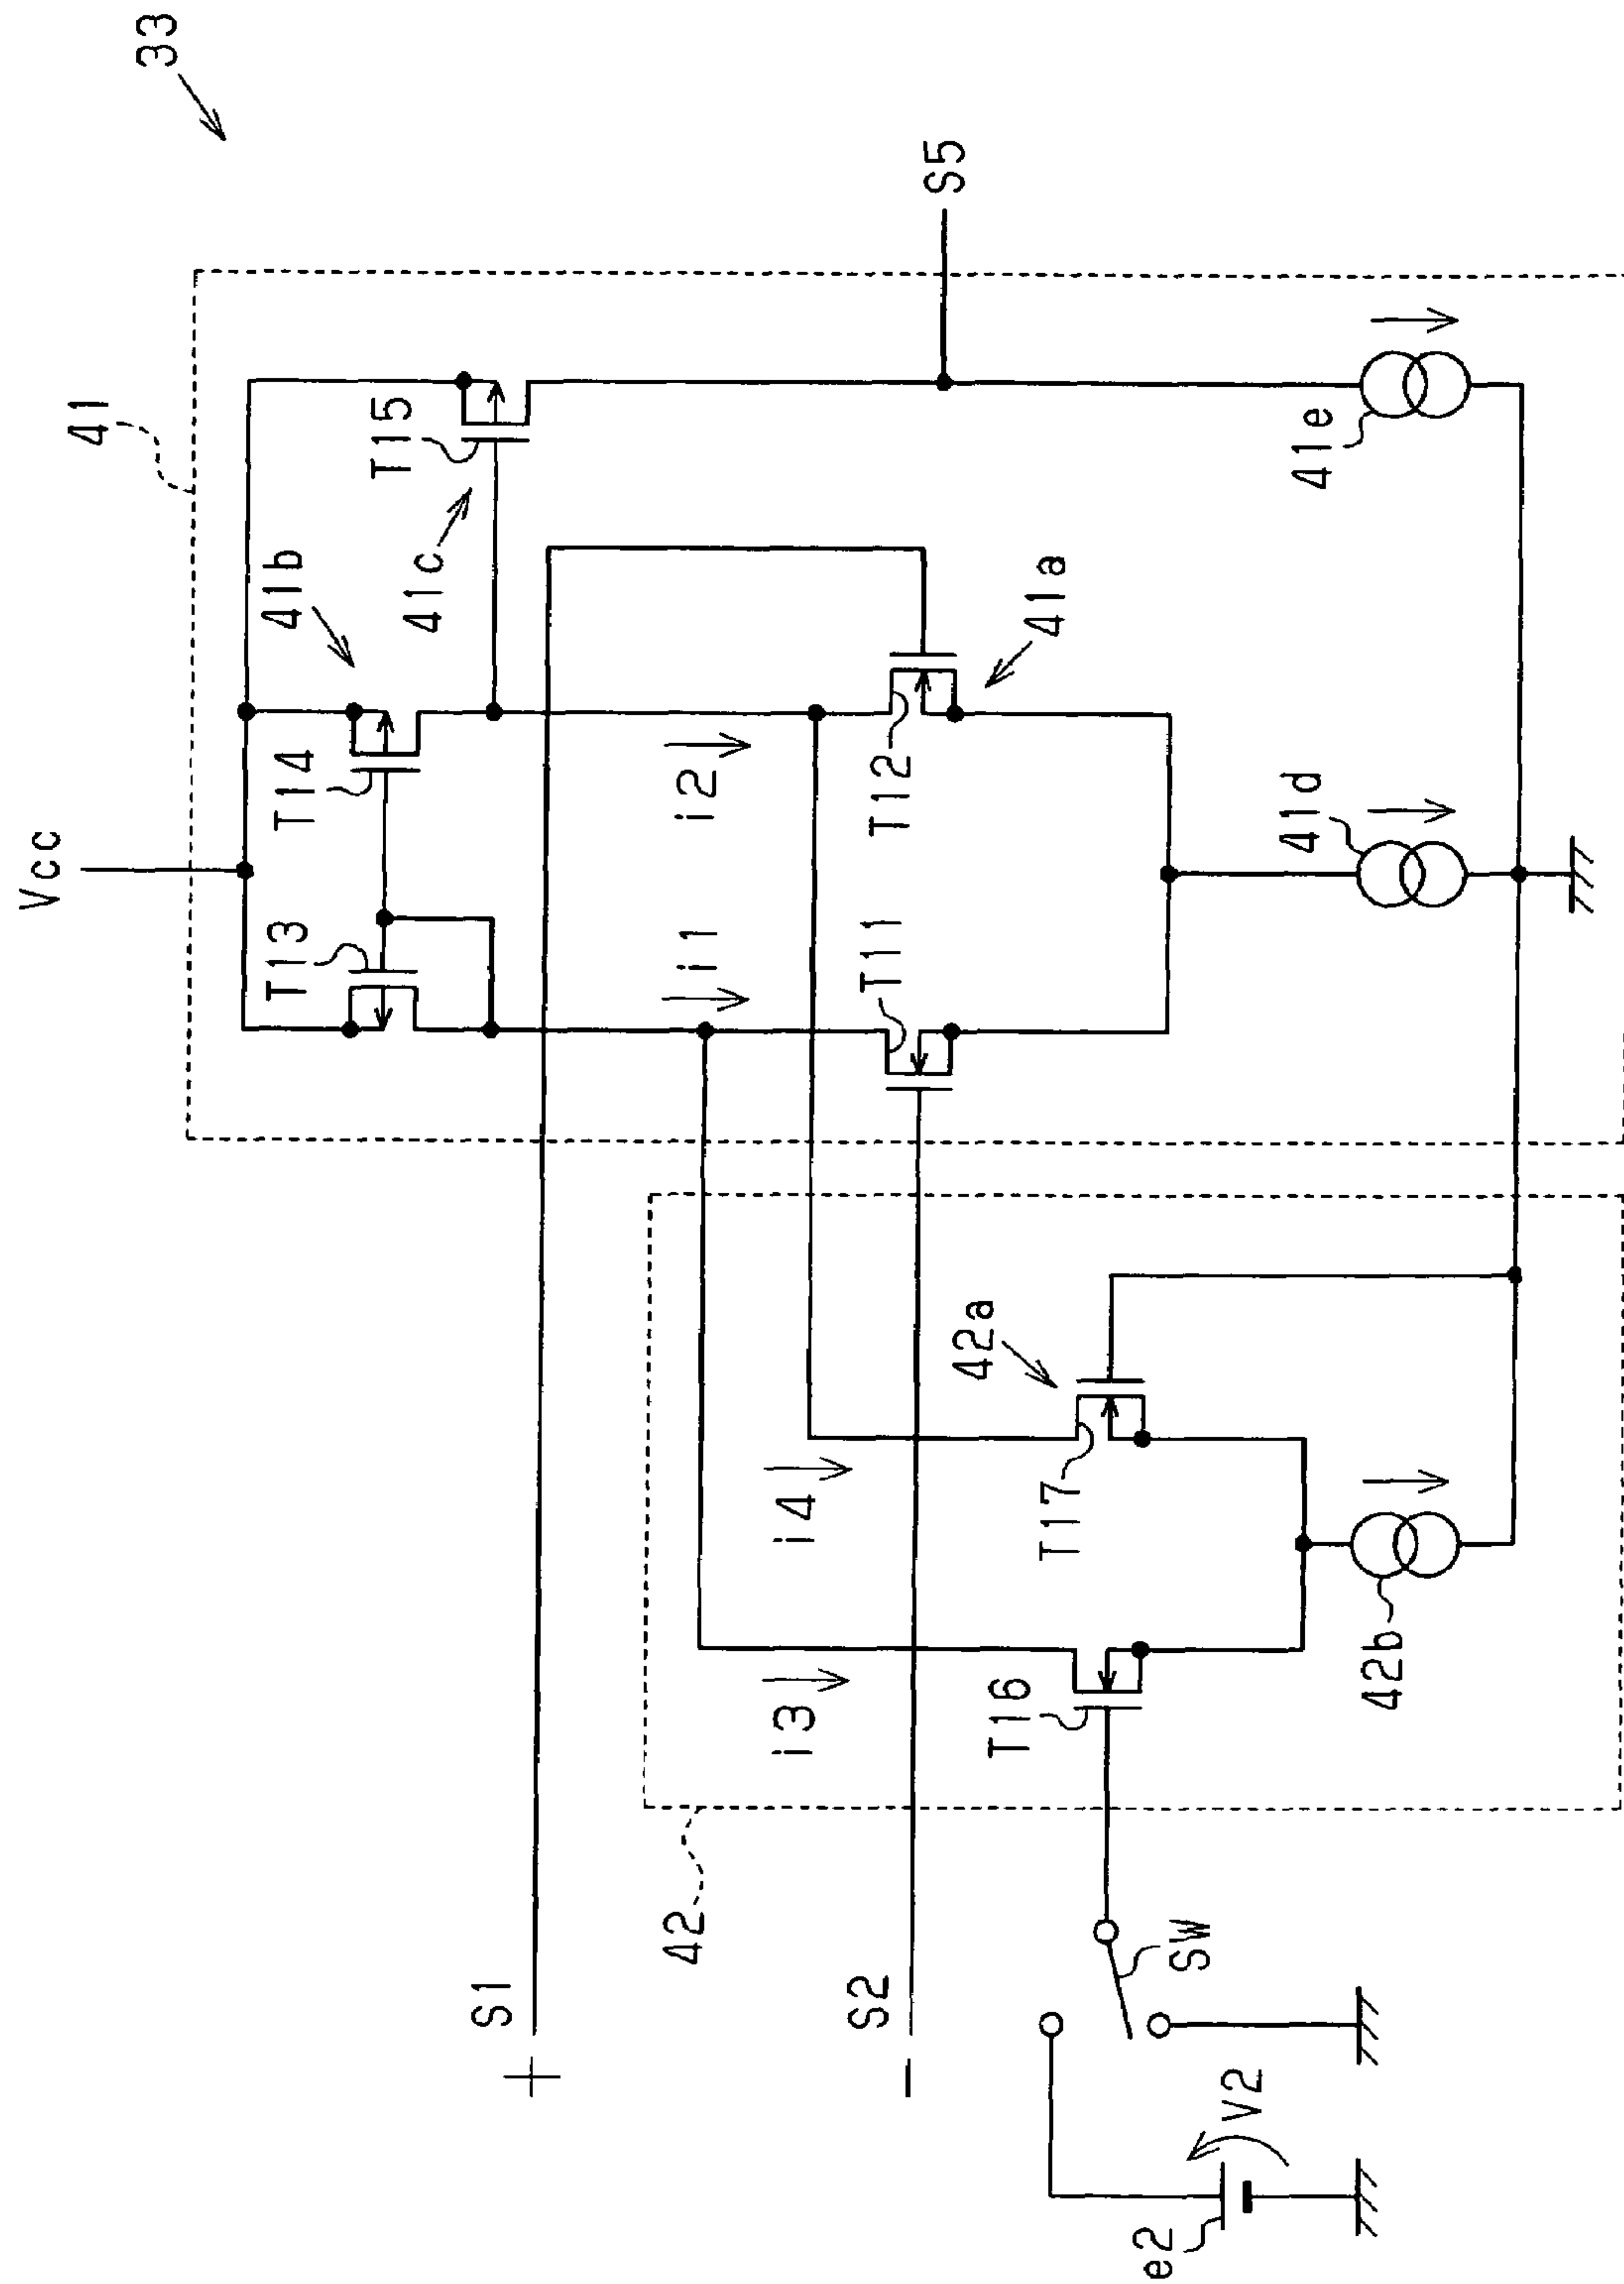 33
41
Vcc
S5
41b
T13
T14
T15
41c
i1
i2
T11
T12
41a
41d
41e
S1
+
S2
-
42
i3
i4
42a
T16
T17
42b
SW
V2
e2